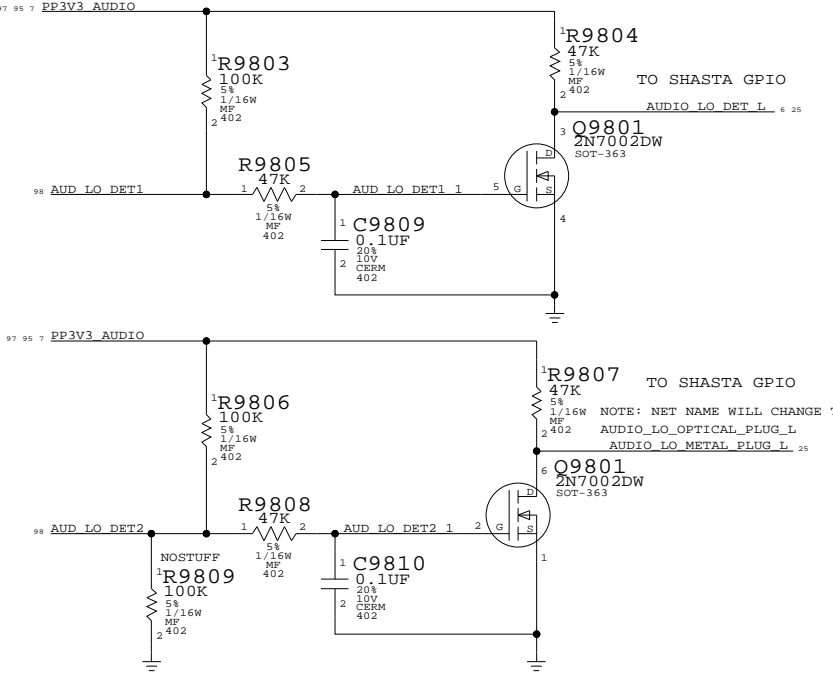 97 95 7 PP3V3_AUDIO
1
R9803
100K
5%
1/16W
MF
402
2
1
R9804
47K
5%
1/16W
MF
402
2
TO SHASTA GPIO
AUDIO_LO_DET_L 6 25
3
Q9801
2N7002DW
SOT-363
D
G
S
5
4
98 AUD_LO_DET1
R9805
47K
1
2
5%
1/16W
MF
402
AUD_LO_DET1_1
1
C9809
0.1UF
20%
10V
CERM
402
2
97 95 7 PP3V3_AUDIO
1
R9806
100K
5%
1/16W
MF
402
2
1
R9807
47K
5%
1/16W
MF
402
2
TO SHASTA GPIO
NOTE: NET NAME WILL CHANGE
AUDIO_LO_OPTICAL_PLUG_L
AUDIO_LO_METAL_PLUG_L 25
6
Q9801
2N7002DW
SOT-363
D
G
S
2
1
98 AUD_LO_DET2
R9808
47K
1
2
5%
1/16W
MF
402
AUD_LO_DET2_1
NOSTUFF
1
R9809
100K
5%
1/16W
MF
402
2
1
C9810
0.1UF
20%
10V
CERM
402
2